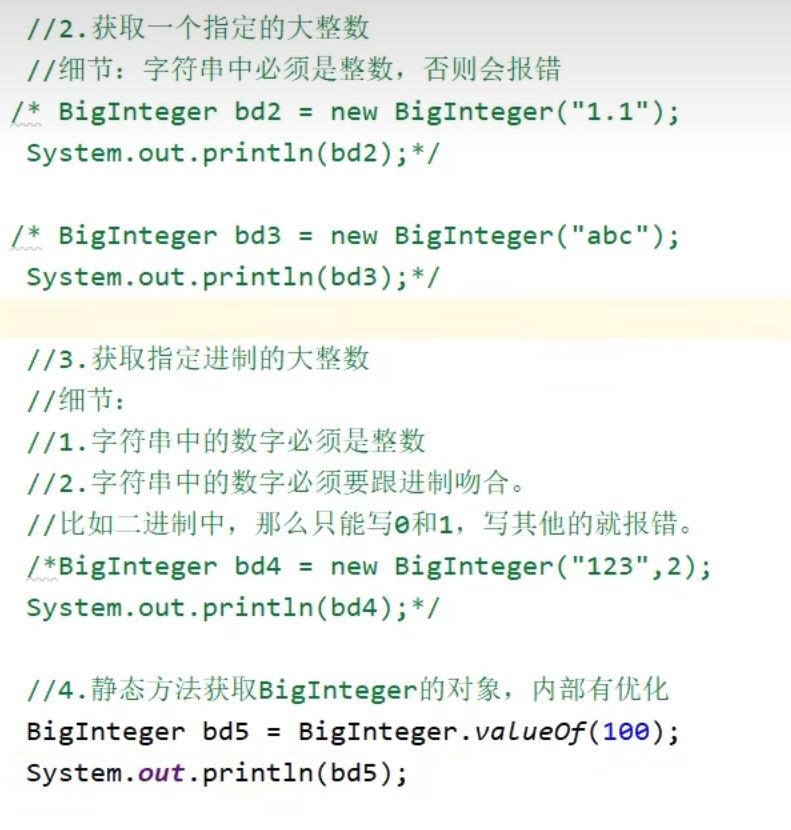 //2.获取一个指定的大整数
//细节：字符串中必须是整数，否则会报错
/* BigInteger bd2 = new BigInteger("1.1");
System.out.println(bd2);*/
/* BigInteger bd3 = new BigInteger("abc");
System.out.println(bd3);*/
//3.获取指定进制的大整数
//细节：
//1.字符串中的数字必须是整数
//2.字符串中的数字必须要跟进制吻合。
//比如二进制中，那么只能写0和1，写其他的就报错。
/*BigInteger bd4 = new BigInteger("123",2);
System.out.println(bd4);*/
//4.静态方法获取BigInteger的对象，内部有优化
BigInteger bd5 = BigInteger.valueOf(100);
System.out.println(bd5);